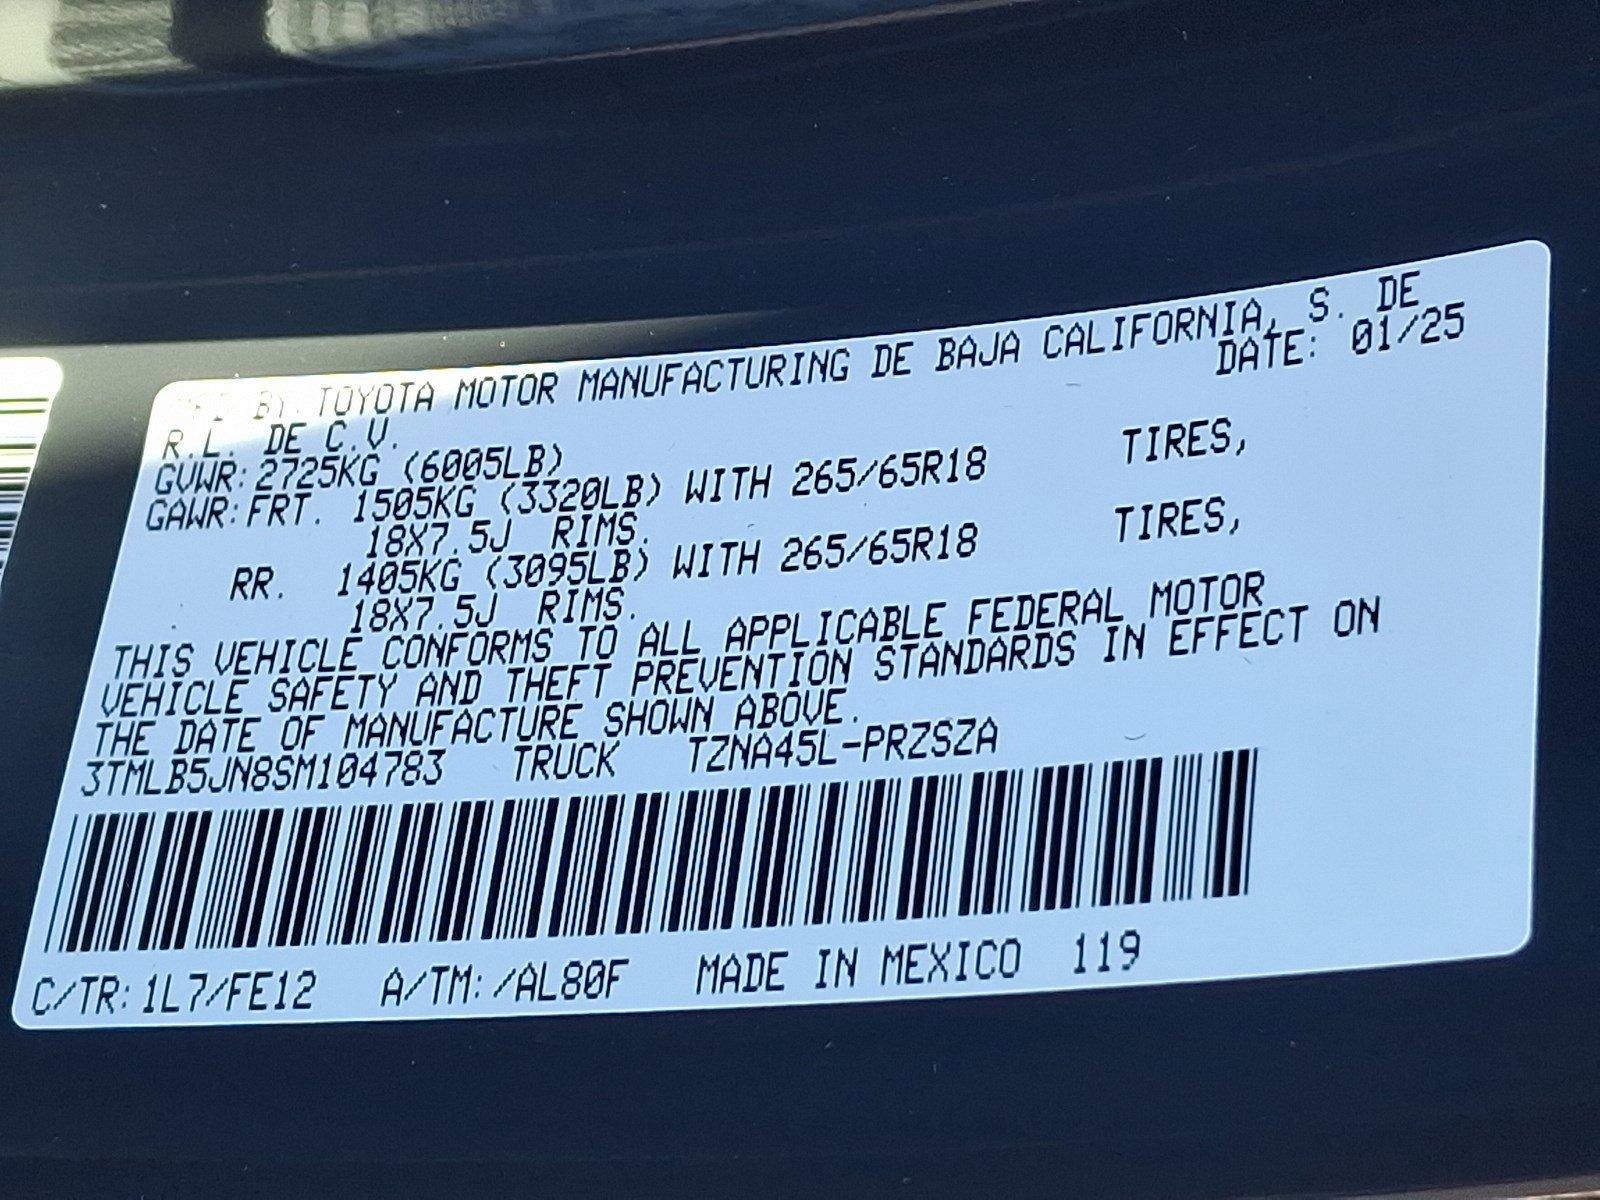 BY TOYOTA MOTOR MANUFACTURING DE BAJA CALIFORNIA, S. DE
R.L. DE C.V. DATE: 01/25
GVWR: 2725KG (6005LB)
GAWR: FRT. 1505KG (3320LB) WITH 265/65R18 TIRES,
18X7.5J RIMS.
RR. 1405KG (3095LB) WITH 265/65R18 TIRES,
18X7.5J RIMS.
THIS VEHICLE CONFORMS TO ALL APPLICABLE FEDERAL MOTOR
VEHICLE SAFETY AND THEFT PREVENTION STANDARDS IN EFFECT ON
THE DATE OF MANUFACTURE SHOWN ABOVE.
3TMLB5JN8SM104783 TRUCK TZNA45L-PRZSZA
C/TR: 1L7/FE12 A/TM: /AL80F MADE IN MEXICO 119